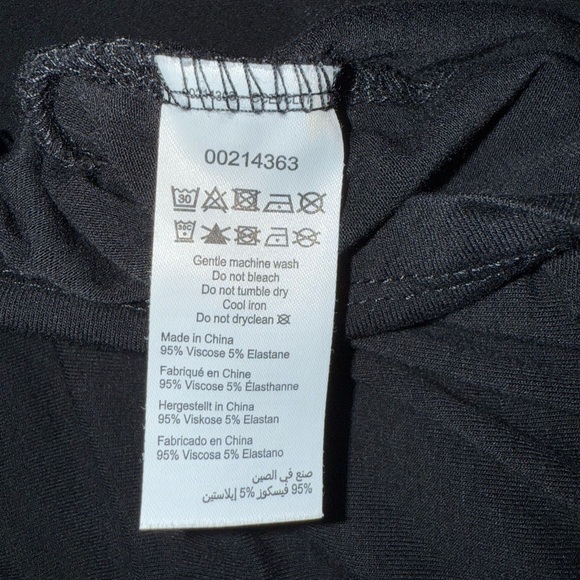 00214363
30
30C
Gentle machine wash
Do not bleach
Do not tumble dry
Cool iron
Do not dryclean
Made in China
95% Viscose 5% Elastane
Fabriqué en Chine
95% Viscose 5% Élasthanne
Hergestellt in China
95% Viskose 5% Elastan
Fabricado en China
95% Viscosa 5% Elastano
صنع في الصين
95% فيسكوز 5% إيلاستين